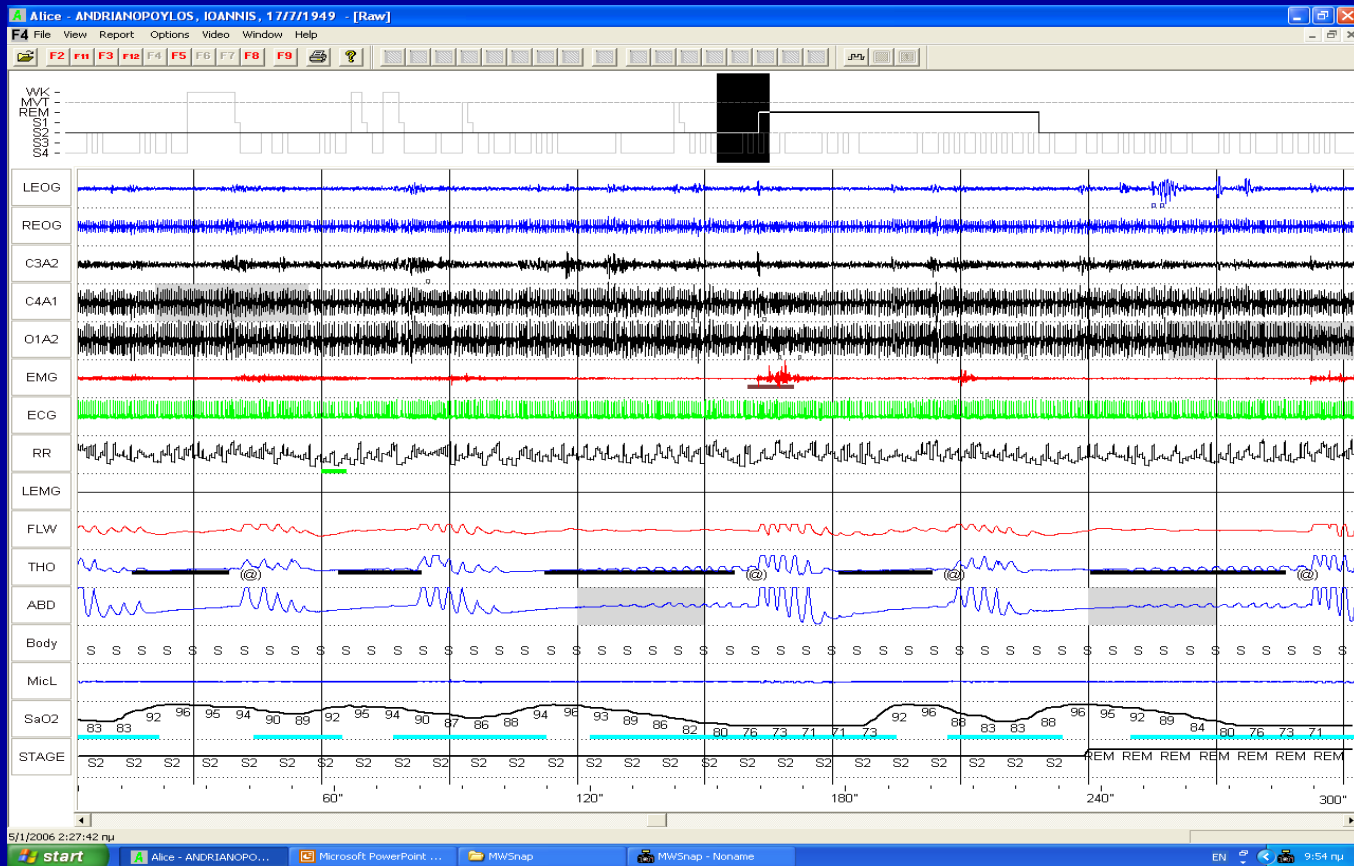 Alice - ANDRIANOPOYLOS, IOANNIS, 17/7/1949 - [Raw]
F4 File View Report Options Video Window Help
F2 F11 F3 F12 F4 F5 F6 F7 F8 F9
WK
MVT
REM
S1
S2
S3
S4
LEOG
REOG
C3A2
C4A1
O1A2
EMG
ECG
RR
LEMG
FLW
THO
(@) (@) (@) (@)
ABD
Body
S S S S S S S S S S S S S S S S S S S S S S S S S S S S S S S S S S
MicL
SaO2
83 83 92 96 95 94 90 89 92 95 94 90 87 86 88 94 96 93 89 86 82 80 76 73 71 71 73 92 96 88 83 83 88 96 95 92 89 84 80 76 73 71
STAGE
S2 S2 S2 S2 S2 S2 S2 S2 S2 S2 S2 S2 S2 S2 S2 S2 S2 S2 S2 S2 S2 S2 S2 S2 S2 S2 REM REM REM REM REM REM REM
60" 120" 180" 240" 300"
5/1/2006 2:27:42 πμ
start Alice - ANDRIANOPO... Microsoft PowerPoint ... MWSnap MWSnap - Noname EN 9:54 πμ